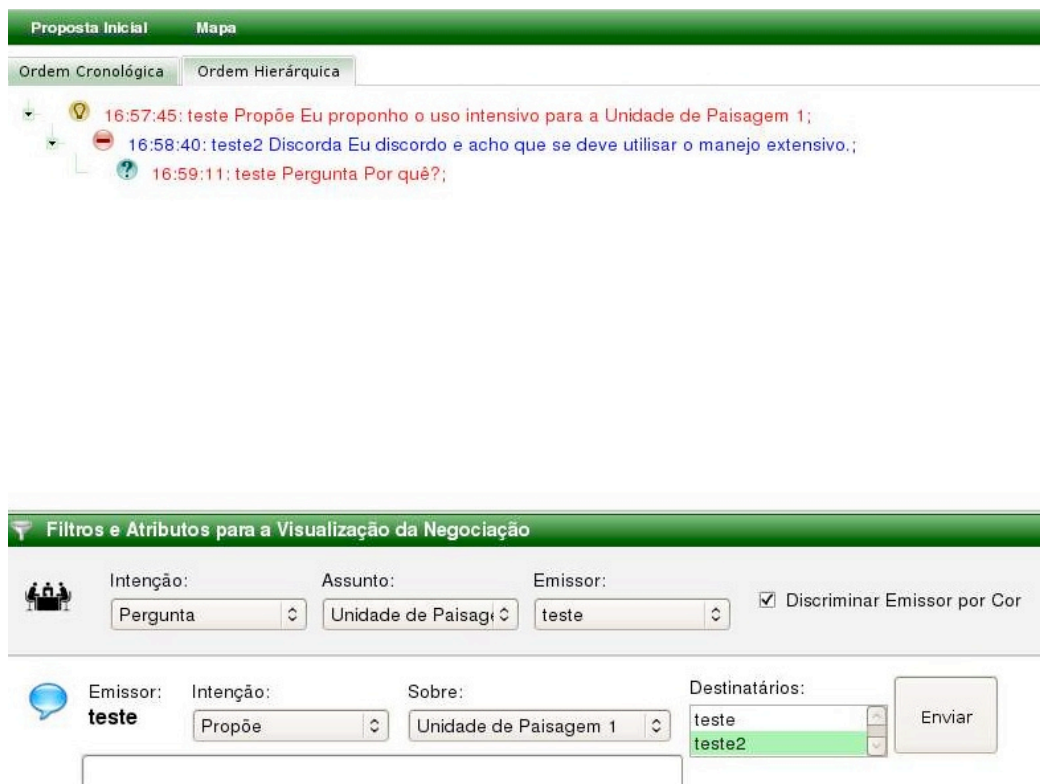 Proposta Inicial Mapa
Ordem Cronológica Ordem Hierárquica
16:57:45: teste Propõe Eu proponho o uso intensivo para a Unidade de Paisagem 1;
16:58:40: teste2 Discorda Eu discordo e acho que se deve utilisar o manejo extensivo.;
? 16:59:11: teste Pergunta Por quê?;
Filtros e Atributos para a Visualização da Negociação
Intenção: Assunto: Emissor:
Pergunta Unidade de Paisage teste Discriminar Emissor por Cor
Emissor: Intenção: Sobre: Destinatários:
teste Propõe Unidade de Paisagem 1 teste Enviar
teste2